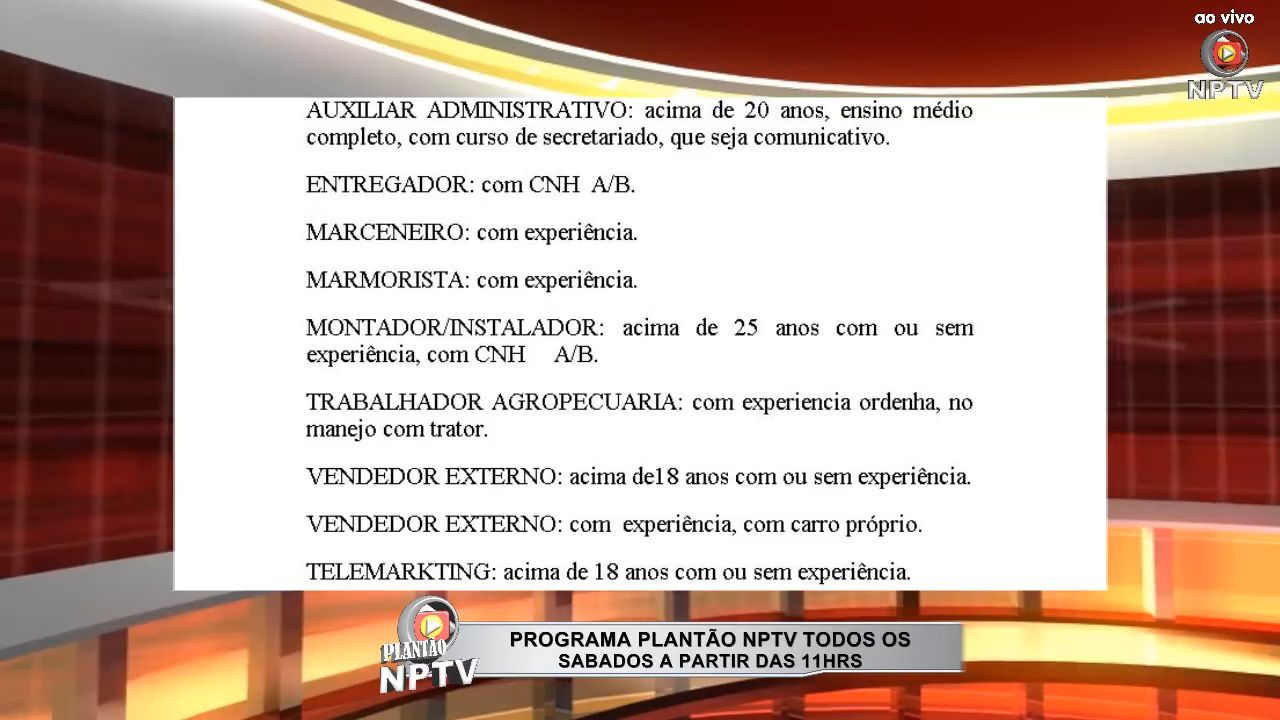 ao vivo
NPTV
AUXILIAR ADMINISTRATIVO: acima de 20 anos, ensino médio
completo, com curso de secretariado, que seja comunicativo.
ENTREGADOR: com CNH A/B.
MARCENEIRO: com experiência.
MARMORISTA: com experiência.
MONTADOR/INSTALADOR: acima de 25 anos com ou sem
experiência, com CNH A/B.
TRABALHADOR AGROPECUARIA: com experiencia ordenha, no
manejo com trator.
VENDEDOR EXTERNO: acima de18 anos com ou sem experiência.
VENDEDOR EXTERNO: com experiência, com carro próprio.
TELEMARKTING: acima de 18 anos com ou sem experiência.
PLANTÃO
NPTV
PROGRAMA PLANTÃO NPTV TODOS OS
SABADOS A PARTIR DAS 11HRS